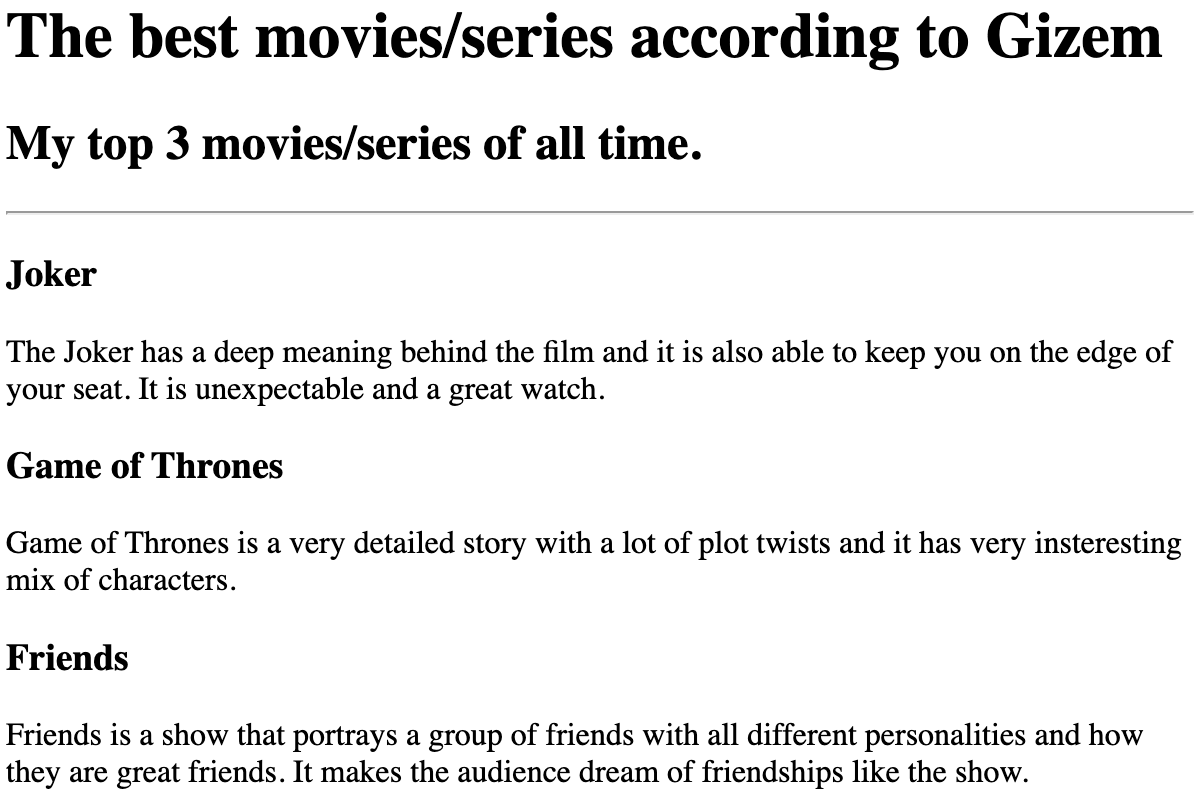 The best movies/series according to Gizem
My top 3 movies/series of all time.
Joker
The Joker has a deep meaning behind the film and it is also able to keep you on the edge of
your seat. It is unexpectable and a great watch.
Game of Thrones
Game of Thrones is a very detailed story with a lot of plot twists and it has very insteresting
mix of characters.
Friends
Friends is a show that portrays a group of friends with all different personalities and how
they are great friends. It makes the audience dream of friendships like the show.